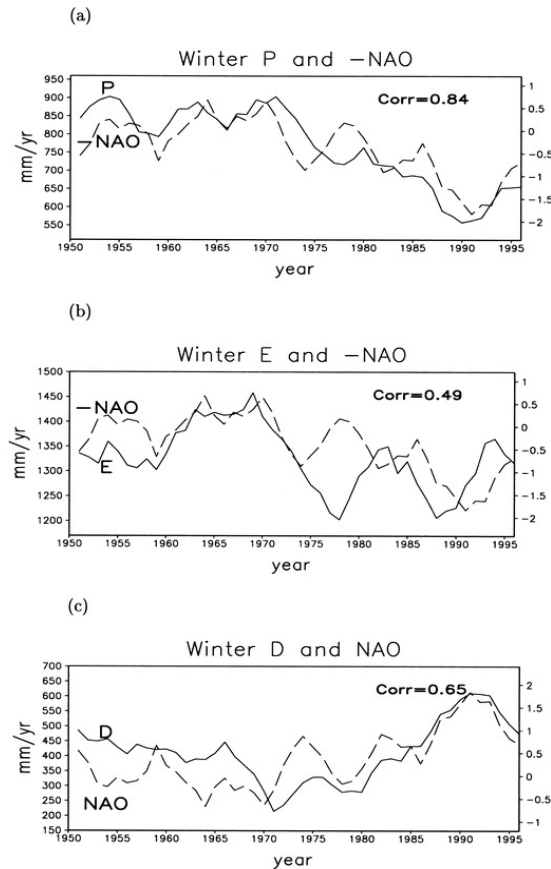 (a)
Winter P and −NAO
950
900
850
800
750
700
650
600
550
1
0.5
0
−0.5
−1
−1.5
−2
P
−NAO
Corr=0.84
mm/yr
1950 1955 1960 1965 1970 1975 1980 1985 1990 1995
year
(b)
Winter E and −NAO
1500
1450
1400
1350
1300
1250
1200
1
0.5
0
−0.5
−1
−1.5
−2
−NAO
E
Corr=0.49
mm/yr
1950 1955 1960 1965 1970 1975 1980 1985 1990 1995
year
(c)
Winter D and NAO
700
650
600
550
500
450
400
350
300
250
200
150
2
1.5
1
0.5
0
−0.5
−1
D
NAO
Corr=0.65
mm/yr
1950 1955 1960 1965 1970 1975 1980 1985 1990 1995
year